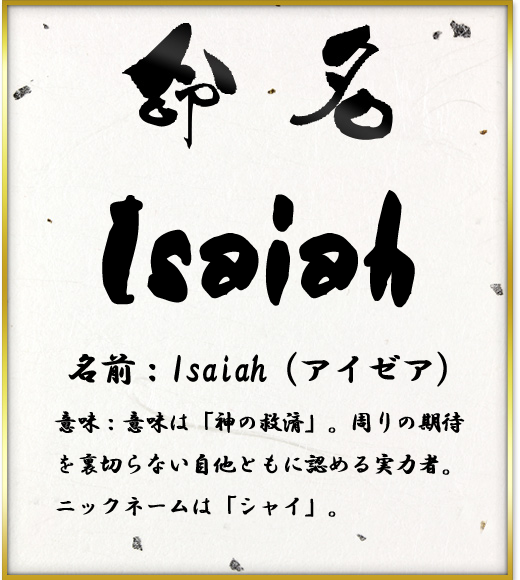 命名
Isaiah
名前：Isaiah（アイゼア）
意味：意味は「神の救済」。周りの期待
を裏切らない自他ともに認める実力者。
ニックネームは「シャイ」。